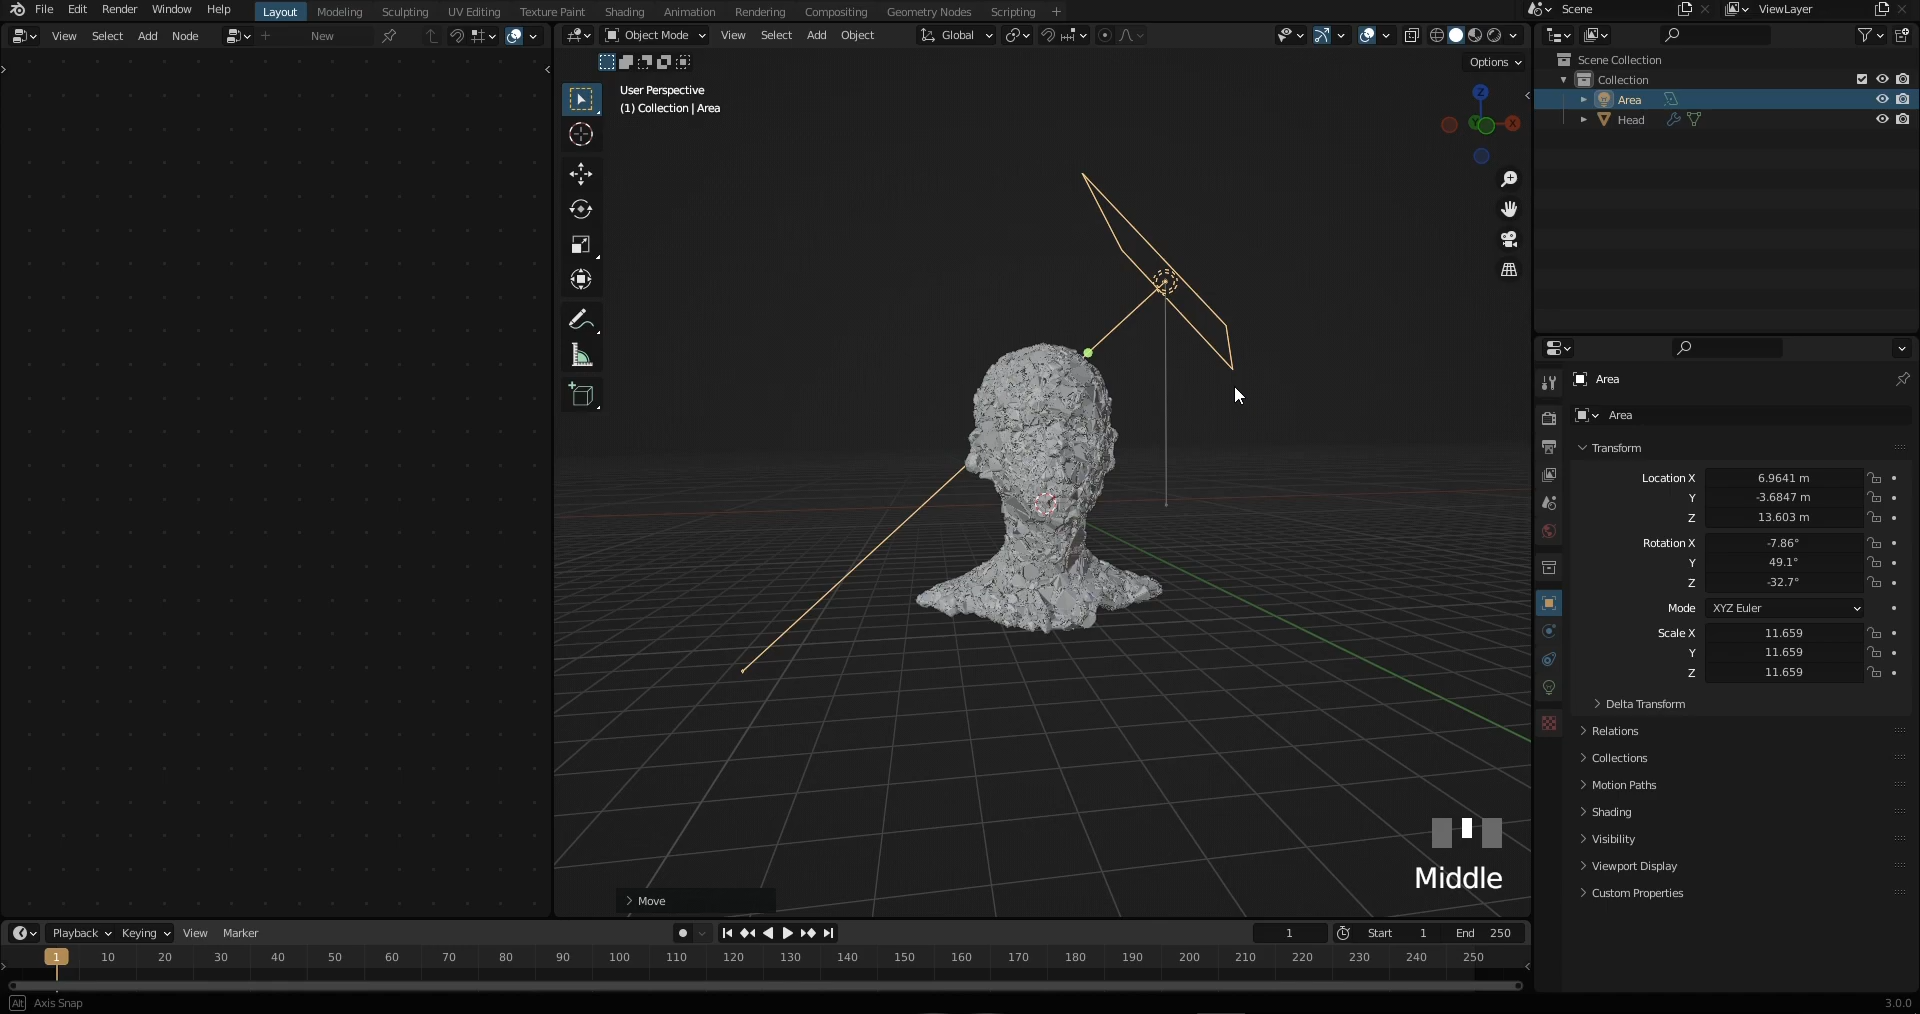 File Edit Render Window Help Layout Modeling Sculpting UV Editing Texture Paint Shading Animation Rendering Compositing Geometry Nodes Scripting + Scene ViewLayer
View Select Add Node New Object Mode View Select Add Object Global
Options
User Perspective
(1) Collection | Area
Z
X
Y
Scene Collection
Collection
Area
Head
Area
Area
Transform
Location X 6.9641 m
Y -3.6847 m
Z 13.603 m
Rotation X -7.86°
Y 49.1°
Z -32.7°
Mode XYZ Euler
Scale X 11.659
Y 11.659
Z 11.659
Delta Transform
Relations
Collections
Motion Paths
Shading
Visibility
Viewport Display
Custom Properties
Middle
Move
Playback Keying View Marker 1 Start 1 End 250
1 10 20 30 40 50 60 70 80 90 100 110 120 130 140 150 160 170 180 190 200 210 220 230 240 250
Alt Axis Snap 3.0.0